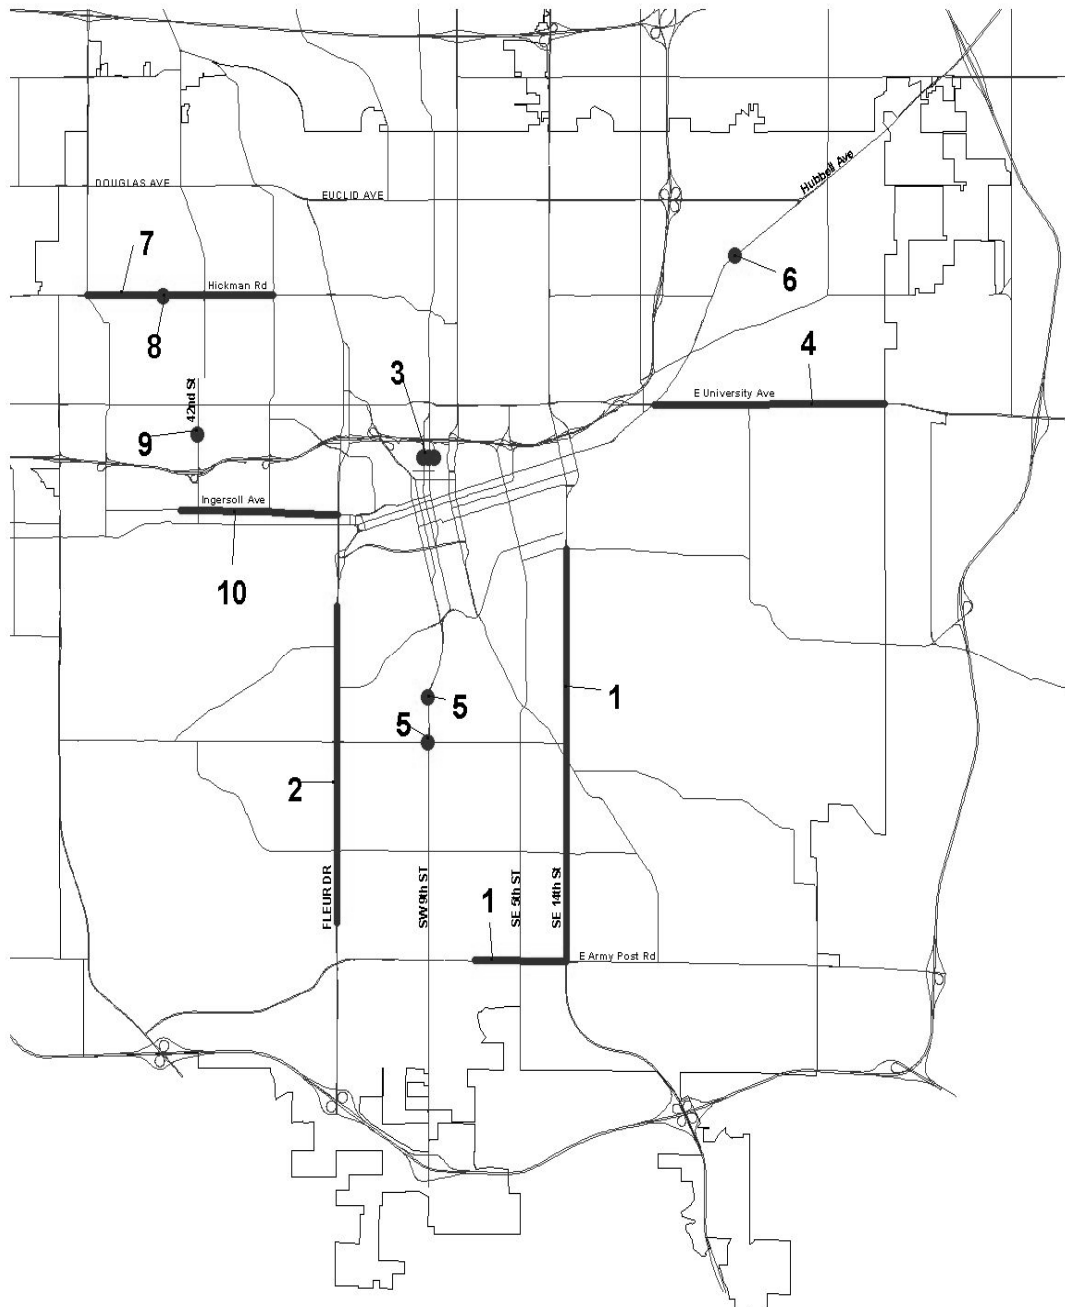 Hubbell Ave
DOUGLAS AVE
EUCLID AVE
7
6
Hickman Rd
8
4
3
E University Ave
42nd St
9
Ingersoll Ave
10
1
5
5
2
FLEUR DR
SW 9th ST
SE 5th ST
SE 14th St
1
E Army Post Rd